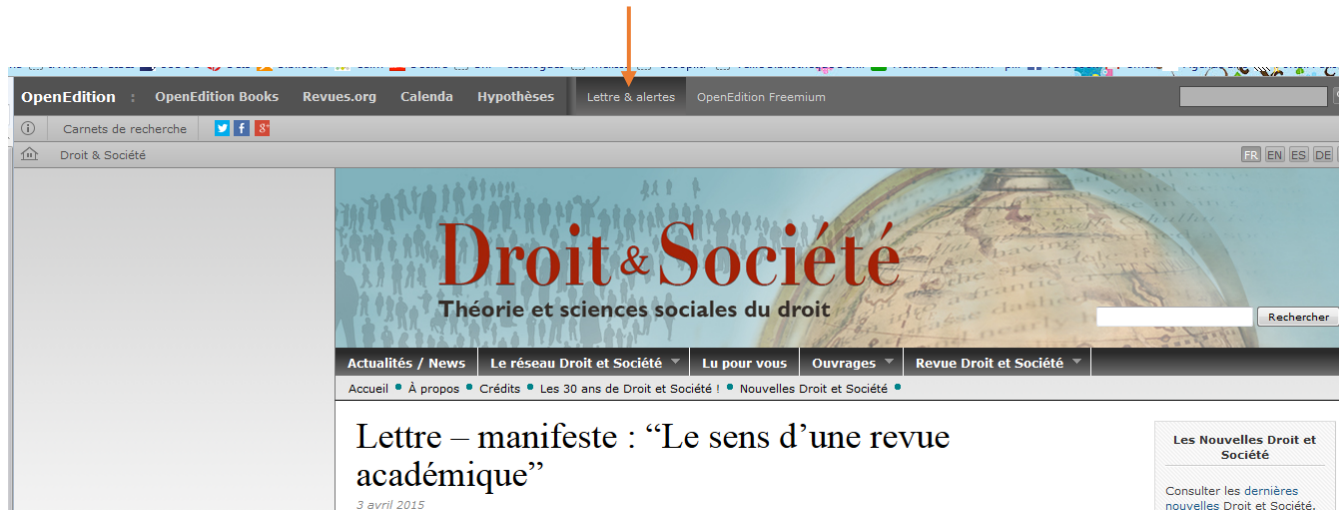 OpenEdition : OpenEdition Books Revues.org Calenda Hypothèses Lettre & alertes OpenEdition Freemium
Carnets de recherche
Droit & Société FR EN ES DE
Droit & Société
Théorie et sciences sociales du droit
Rechercher
Actualités / News Le réseau Droit et Société Lu pour vous Ouvrages Revue Droit et Société
Accueil • À propos • Crédits • Les 30 ans de Droit et Société ! • Nouvelles Droit et Société •
Lettre – manifeste : “Le sens d’une revue
académique”
3 avril 2015
Les Nouvelles Droit et
Société
Consulter les dernières
nouvelles Droit et Société.